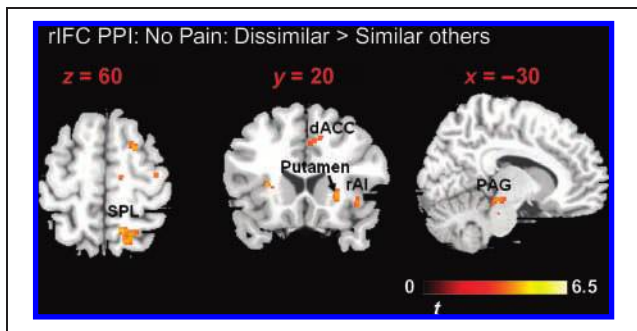 rIFC PPI: No Pain: Dissimilar > Similar others
z = 60 y = 20 x = −30
dACC
Putamen
rAI
PAG
SPL
0 6.5
t